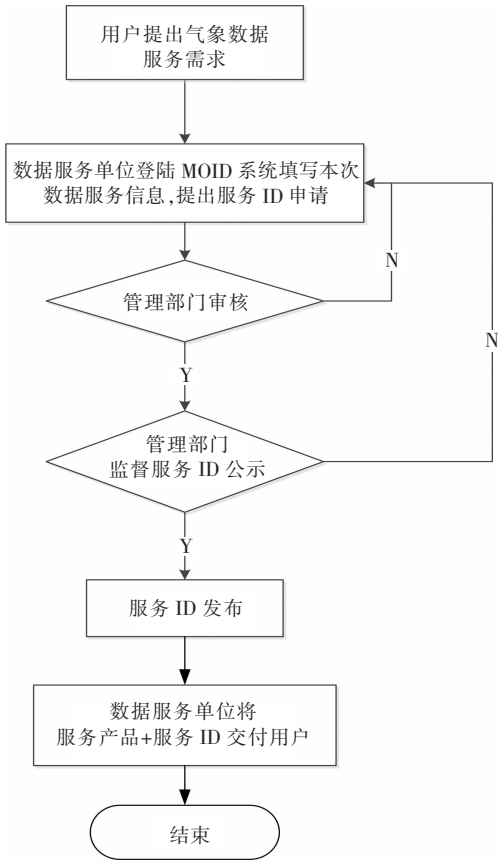 用户提出气象数据
服务需求
数据服务单位登陆 MOID 系统填写本次
数据服务信息,提出服务 ID 申请
N
管理部门审核
N
Y
管理部门
监督服务 ID 公示
Y
服务 ID 发布
数据服务单位将
服务产品+服务 ID 交付用户
结束